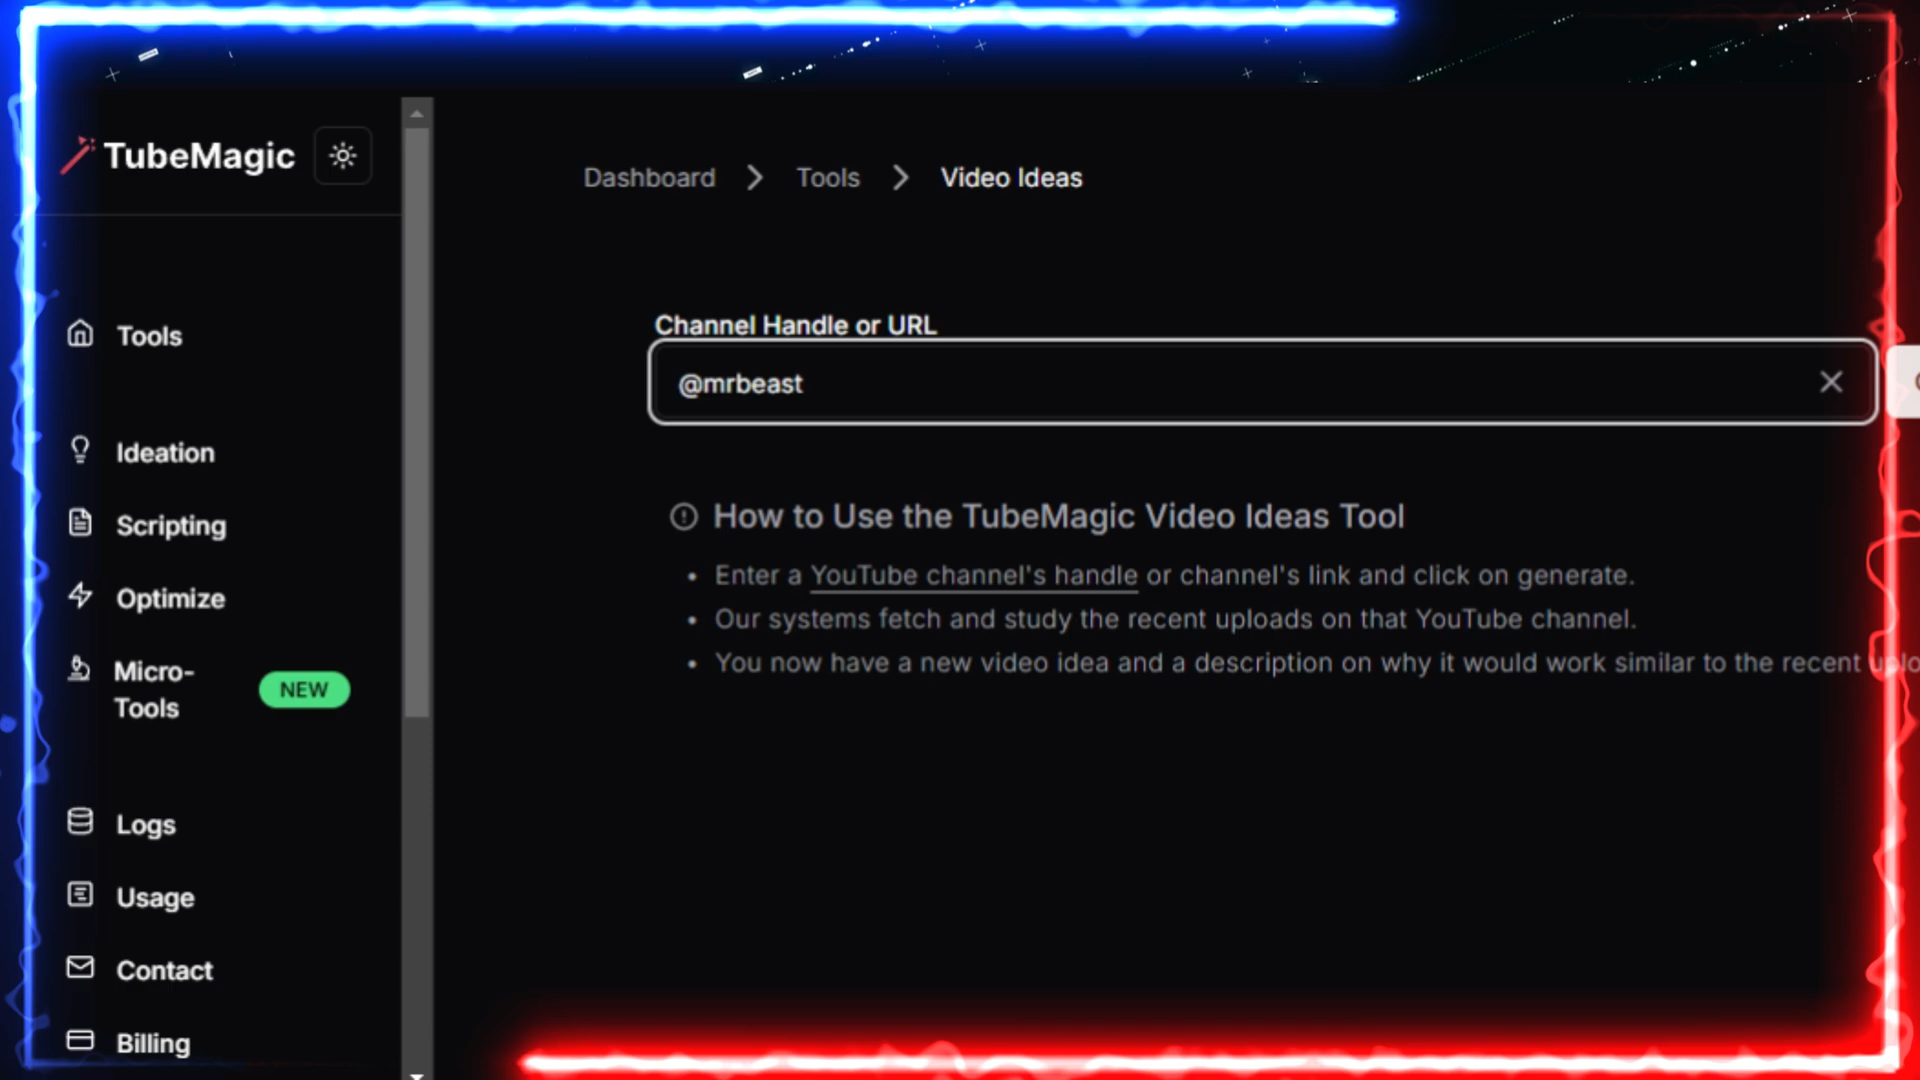 TubeMagic
Dashboard
Tools
Video Ideas
Tools
Ideation
Scripting
Optimize
Micro-
Tools
NEW
Logs
Usage
Contact
Billing
Channel Handle or URL
@mrbeast
How to Use the TubeMagic Video Ideas Tool
• Enter a YouTube channel's handle or channel's link and click on generate.
• Our systems fetch and study the recent uploads on that YouTube channel.
• You now have a new video idea and a description on why it would work similar to the recent uplo